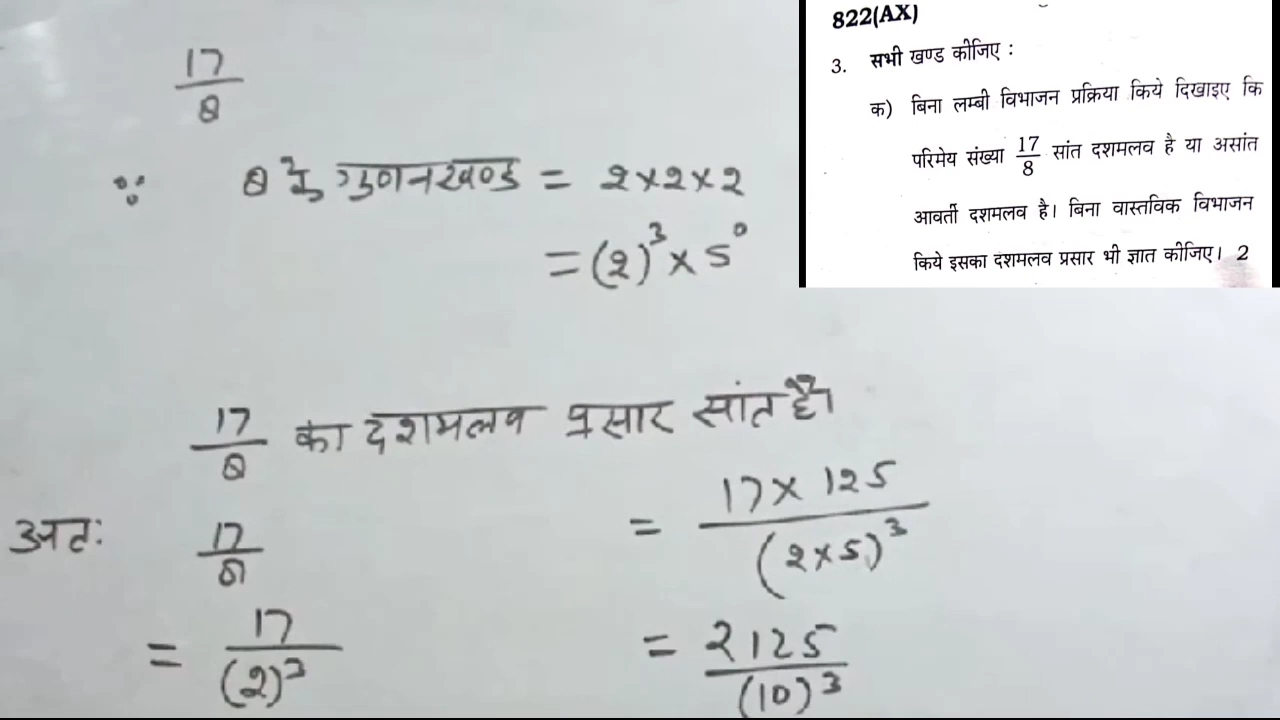 17
8
∵ 8 के गुणनखण्ड = 2×2×2
= (2)³ × 5⁰
17/8 का दशमलव प्रसार सांत है।
अतः 17/8
= 17/(2)³
= 17 × 125/(2×5)³
= 2125/(10)³
822(AX)
3. सभी खण्ड कीजिए :
क) बिना लम्बी विभाजन प्रक्रिया किये दिखाइए कि
परिमेय संख्या 17/8 सांत दशमलव है या असांत
आवर्ती दशमलव है। बिना वास्तविक विभाजन
किये इसका दशमलव प्रसार भी ज्ञात कीजिए। 2